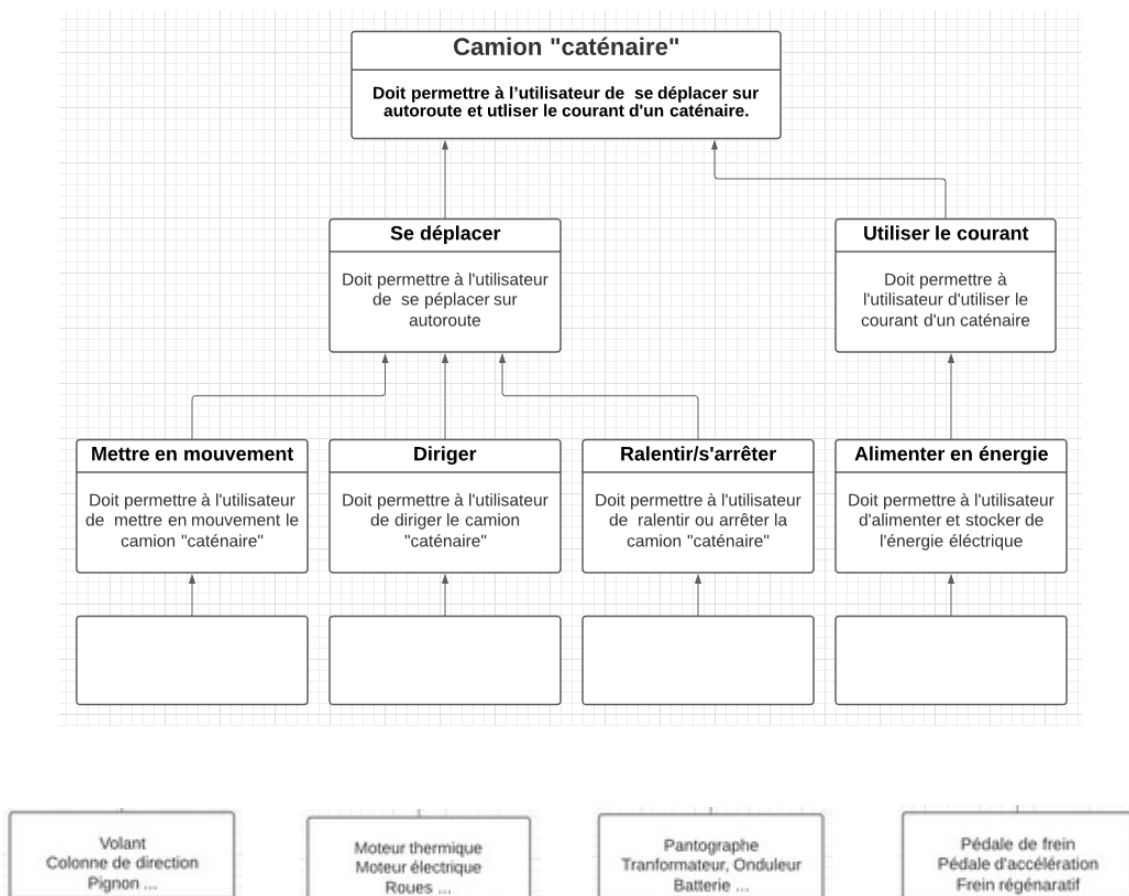 Camion "caténaire"
Doit permettre à l'utilisateur de se déplacer sur
autoroute et utliser le courant d'un caténaire.
Se déplacer
Doit permettre à l'utilisateur
de se péplacer sur
autoroute
Utiliser le courant
Doit permettre à
l'utilisateur d'utiliser le
courant d'un caténaire
Mettre en mouvement
Doit permettre à l'utilisateur
de mettre en mouvement le
camion "caténaire"
Diriger
Doit permettre à l'utilisateur
de diriger le camion
"caténaire"
Ralentir/s'arrêter
Doit permettre à l'utilisateur
de ralentir ou arrêter la
camion "caténaire"
Alimenter en énergie
Doit permettre à l'utilisateur
d'alimenter et stocker de
l'énergie éléctrique
Volant
Colonne de direction
Pignon ...
Moteur thermique
Moteur électrique
Roues ...
Pantographe
Tranformateur, Onduleur
Batterie ...
Pédale de frein
Pédale d'accélération
Frein régénaratif